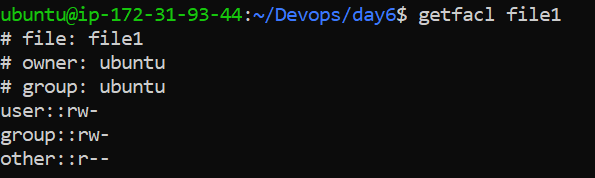 ubuntu@ip-172-31-93-44:~/Devops/day6$ getfacl file1
# file: file1
# owner: ubuntu
# group: ubuntu
user::rw-
group::rw-
other::r--